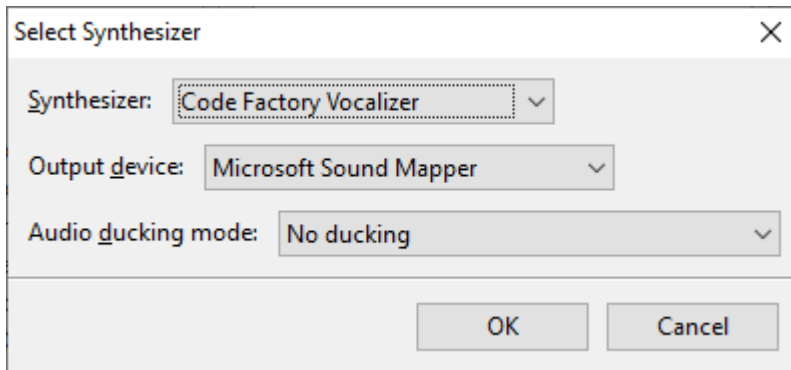 Select Synthesizer
Synthesizer: Code Factory Vocalizer
Output device: Microsoft Sound Mapper
Audio ducking mode: No ducking
OK Cancel